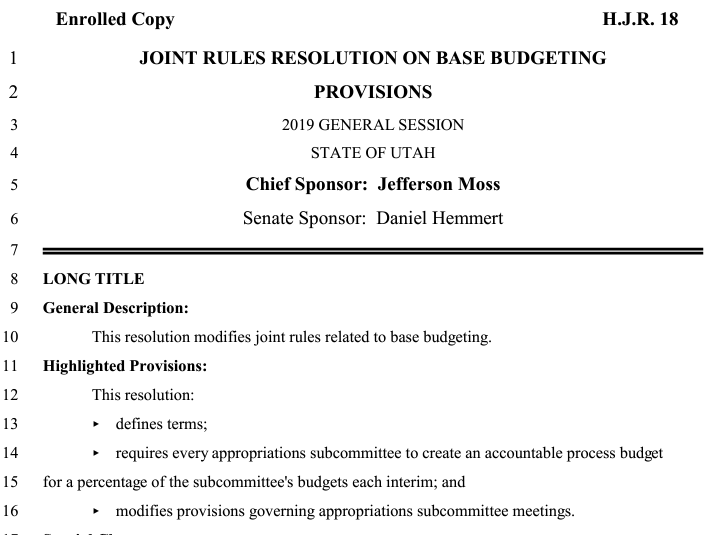 Enrolled Copy H.J.R. 18
1 JOINT RULES RESOLUTION ON BASE BUDGETING
2 PROVISIONS
3 2019 GENERAL SESSION
4 STATE OF UTAH
5 Chief Sponsor: Jefferson Moss
6 Senate Sponsor: Daniel Hemmert
7
8 LONG TITLE
9 General Description:
10 This resolution modifies joint rules related to base budgeting.
11 Highlighted Provisions:
12 This resolution:
13 ▸ defines terms;
14 ▸ requires every appropriations subcommittee to create an accountable process budget
15 for a percentage of the subcommittee's budgets each interim; and
16 ▸ modifies provisions governing appropriations subcommittee meetings.